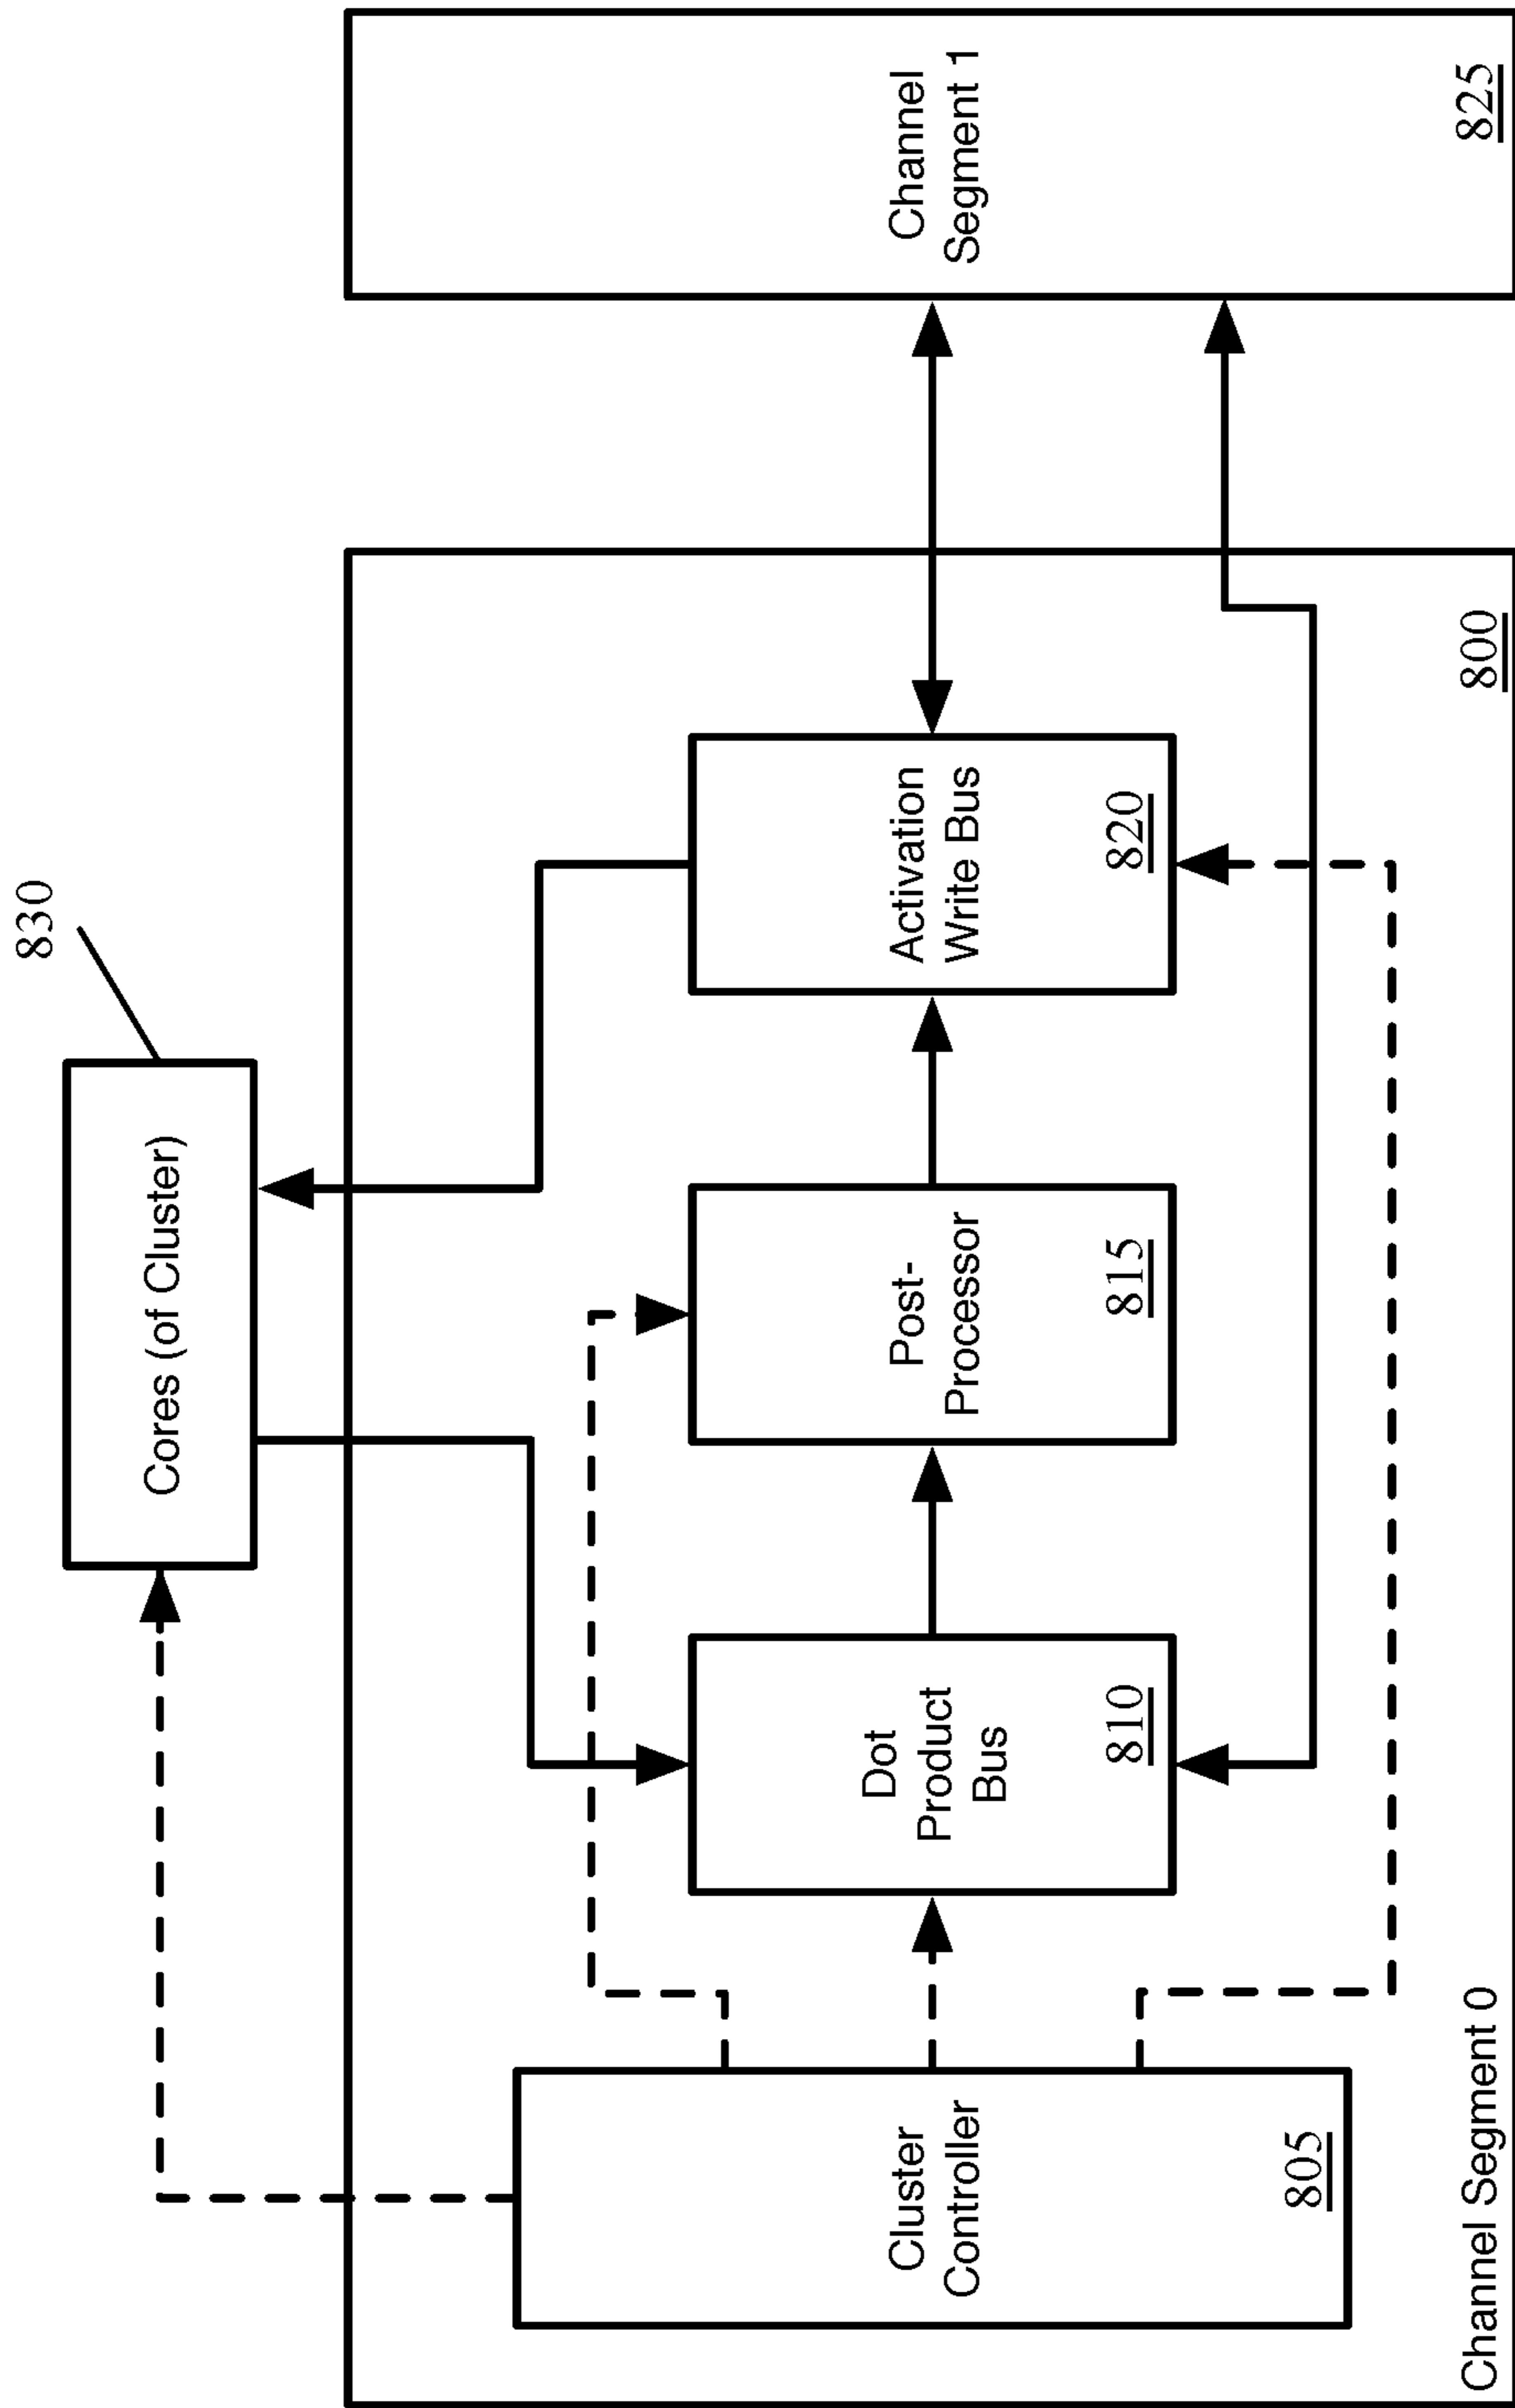 830
Cores (of Cluster)
Cluster
Controller
805
Dot
Product
Bus
810
Post-
Processor
815
Activation
Write Bus
820
Channel
Segment 1
825
Channel Segment 0
800